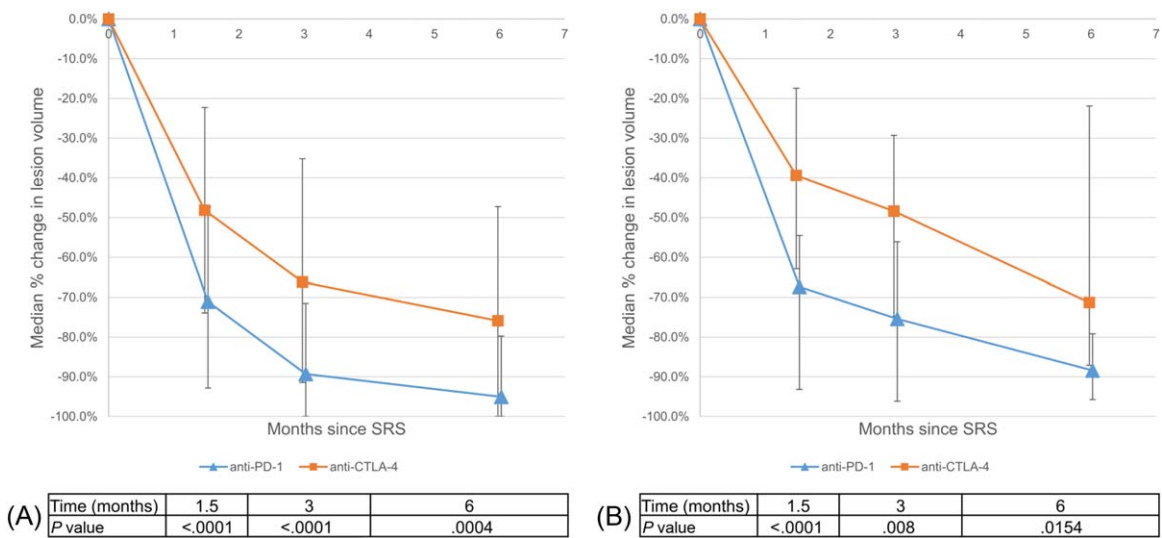 0.0%
-10.0%
-20.0%
-30.0%
-40.0%
-50.0%
-60.0%
-70.0%
-80.0%
-90.0%
-100.0%
0 1 2 3 4 5 6 7
Median % change in lesion volume
Months since SRS
anti-PD-1 anti-CTLA-4
(A)
Time (months) 1.5 3 6
P value <.0001 <.0001 .0004
0.0%
-10.0%
-20.0%
-30.0%
-40.0%
-50.0%
-60.0%
-70.0%
-80.0%
-90.0%
-100.0%
0 1 2 3 4 5 6 7
Median % change in lesion volume
Months since SRS
anti-PD-1 anti-CTLA-4
(B)
Time (months) 1.5 3 6
P value <.0001 .008 .0154